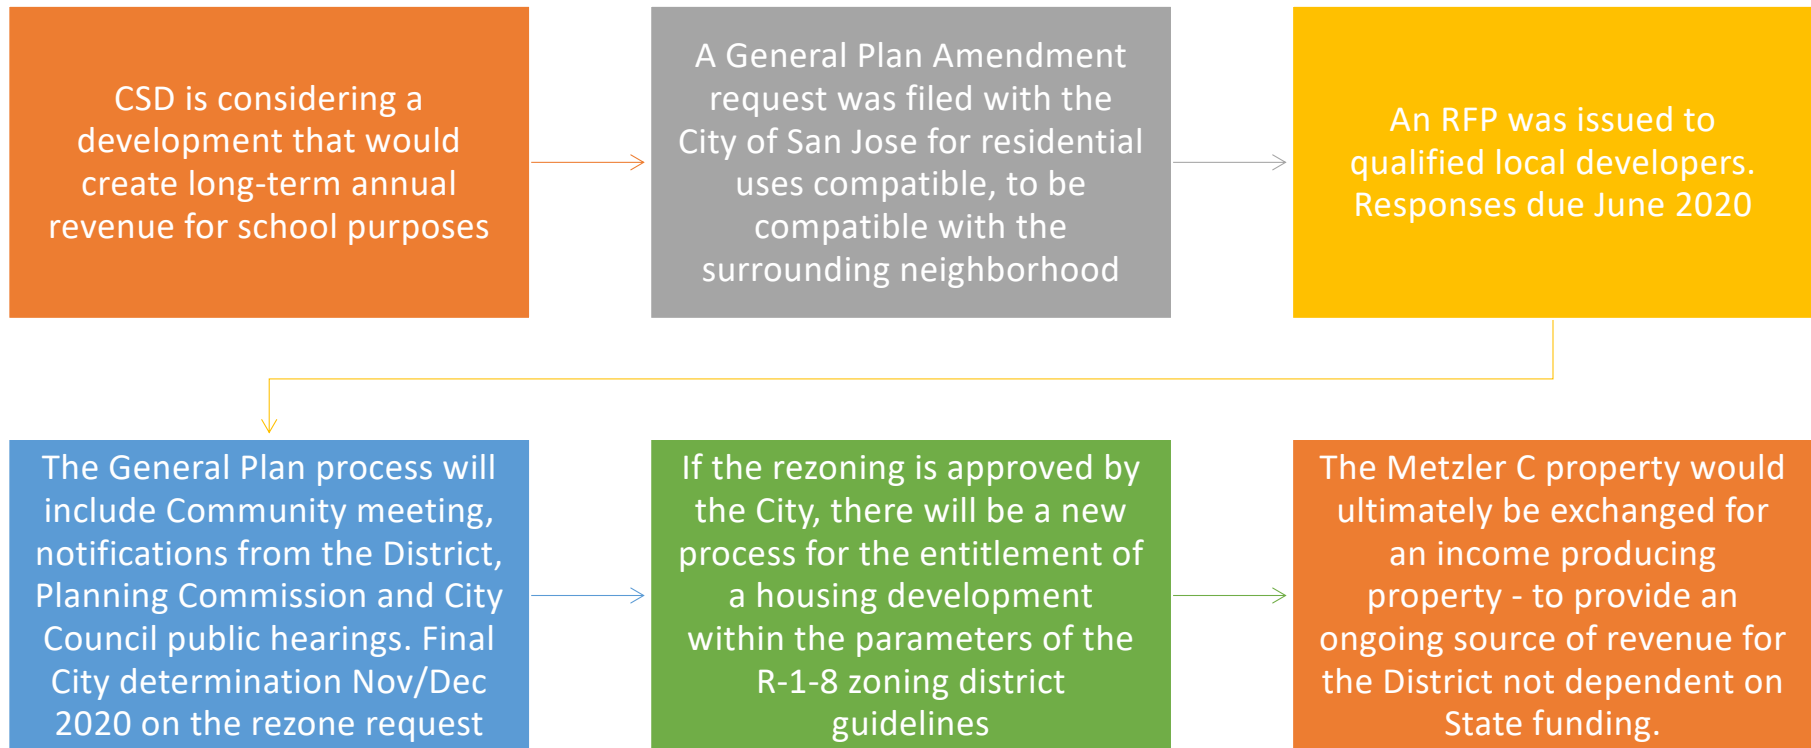 CSD is considering a
development that would
create long-term annual
revenue for school purposes
A General Plan Amendment
request was filed with the
City of San Jose for residential
uses compatible, to be
compatible with the
surrounding neighborhood
An RFP was issued to
qualified local developers.
Responses due June 2020
The General Plan process will
include Community meeting,
notifications from the District,
Planning Commission and City
Council public hearings. Final
City determination Nov/Dec
2020 on the rezone request
If the rezoning is approved by
the City, there will be a new
process for the entitlement of
a housing development
within the parameters of the
R-1-8 zoning district
guidelines
The Metzler C property would
ultimately be exchanged for
an income producing
property - to provide an
ongoing source of revenue for
the District not dependent on
State funding.